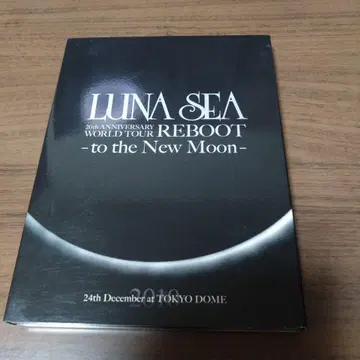 LUNA SEA
20th ANNIVERSARY
WORLD TOUR REBOOT
-to the New Moon-
2010
24th December at TOKYO DOME